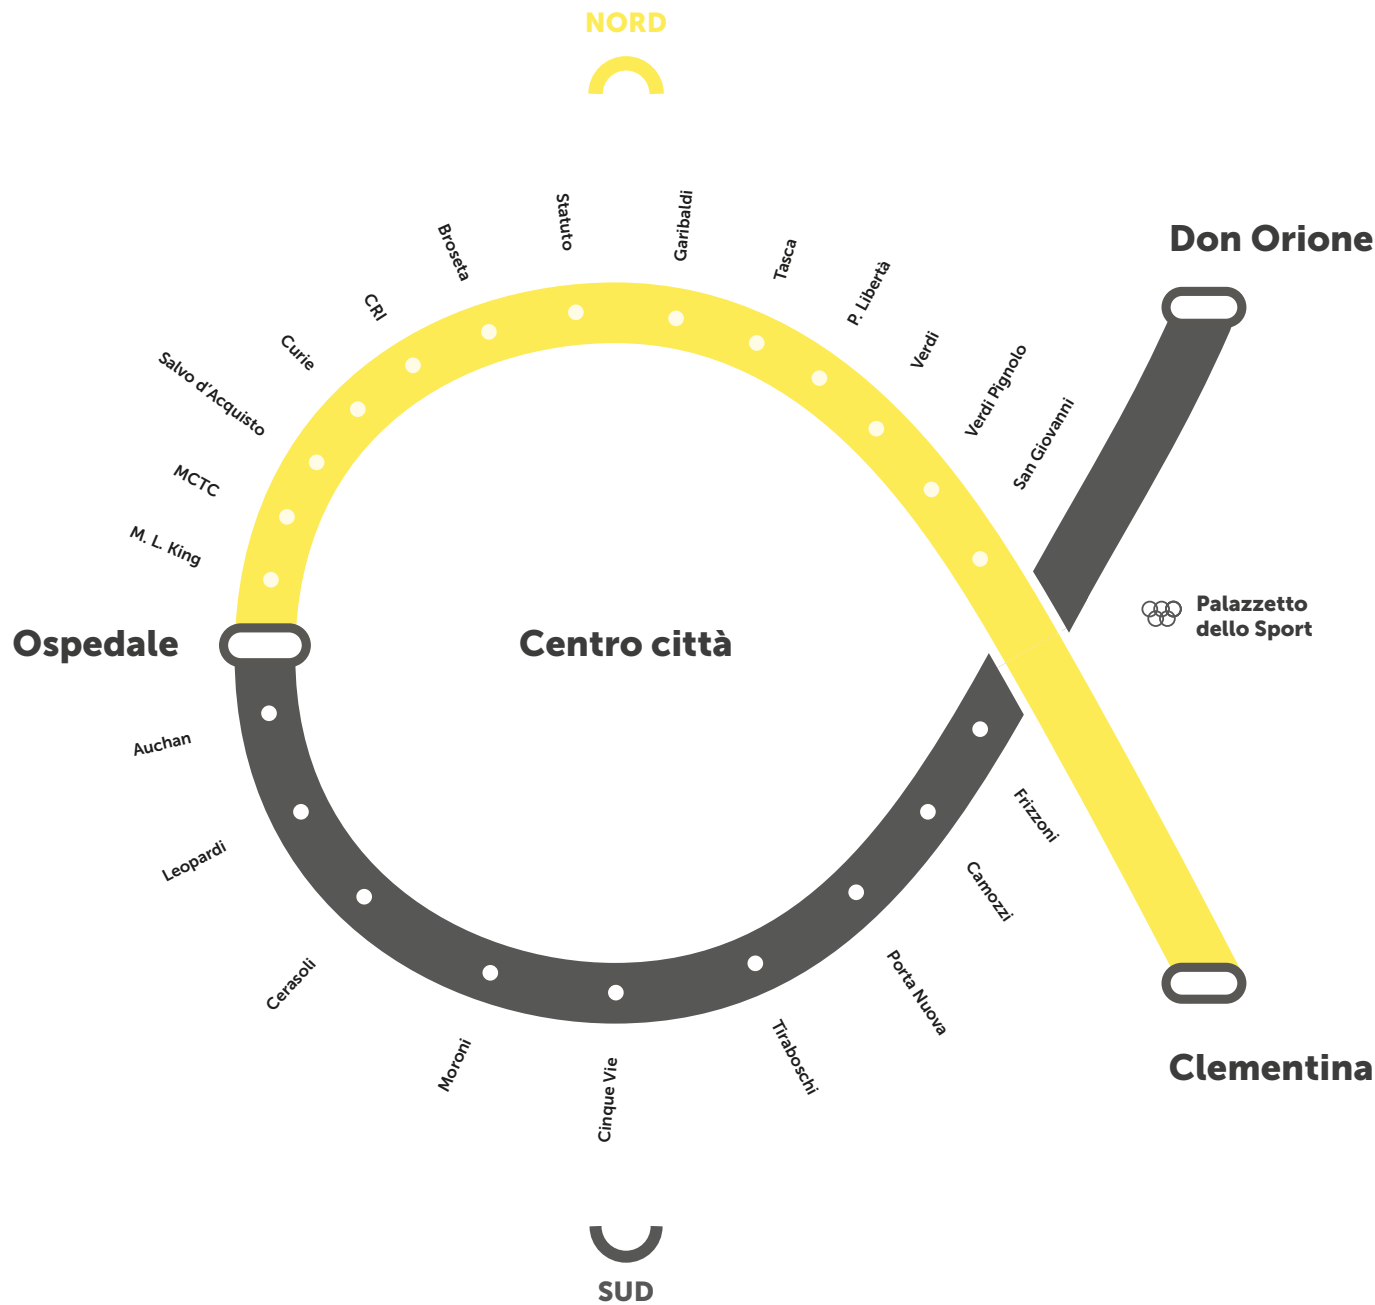 NORD
Statuto
Garibaldi
Broseta
Tasca
P. Libertà
CRI
Verdi
Curie
Verdi Pignolo
Salvo d'Acquisto
San Giovanni
MCTC
M. L. King
Don Orione
Palazzetto
dello Sport
Ospedale
Centro città
Auchan
Leopardi
Cerasoli
Moroni
Cinque Vie
Tiraboschi
Porta Nuova
Camozzi
Frizzoni
Clementina
SUD